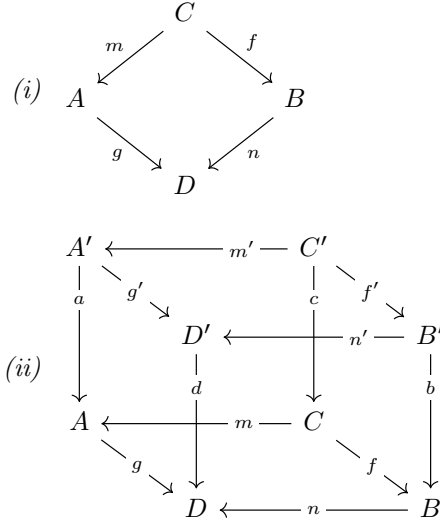 C
m f
(i) A B
g n
D
A′ m′ C′
a g′ c f′
D′ n′ B′
(ii) d b
A m C
g f
D n B